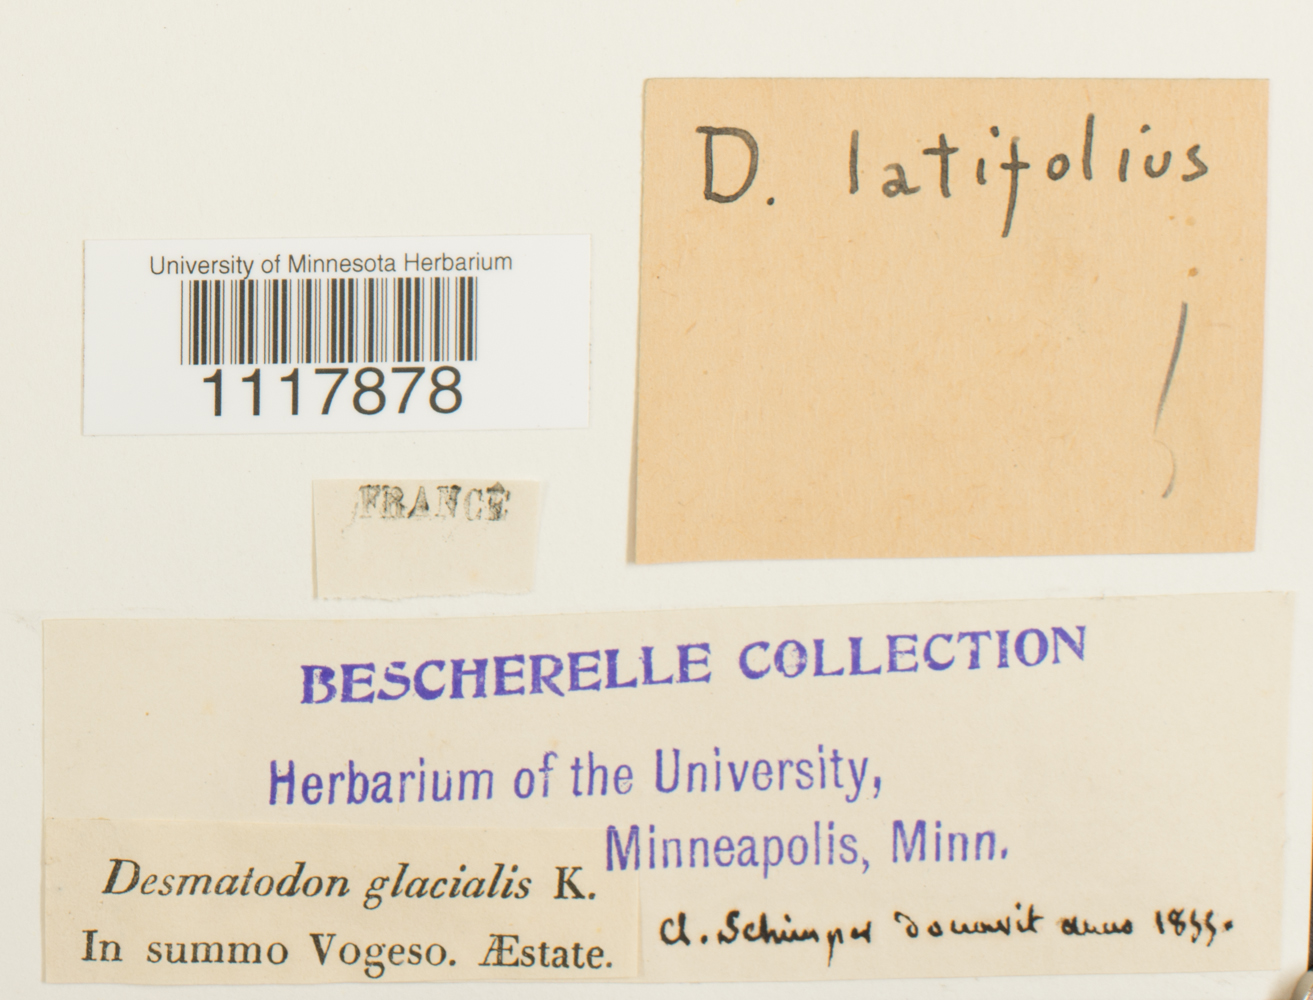 D. latifolius
University of Minnesota Herbarium
1117878
FRANCE
BESCHERELLE COLLECTION
Herbarium of the University,
Minneapolis, Minn.
Desmatodon glacialis K.
In summo Vogeso. Æstate.
Cl. Schimper donavit anno 1855.